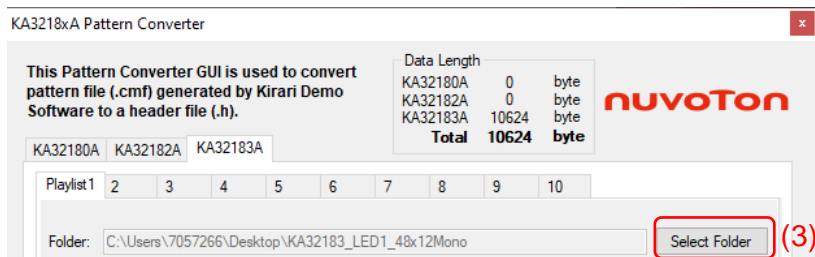 KA3218xA Pattern Converter
x
This Pattern Converter GUI is used to convert
pattern file (.cmf) generated by Kirari Demo
Software to a header file (.h).
Data Length
KA32180A 0 byte
KA32182A 0 byte
KA32183A 10624 byte
Total 10624 byte
nuvoTon
KA32180A KA32182A KA32183A
Playlist1 2 3 4 5 6 7 8 9 10
Folder: C:\Users\7057266\Desktop\KA32183_LED1_48x12Mono Select Folder (3)